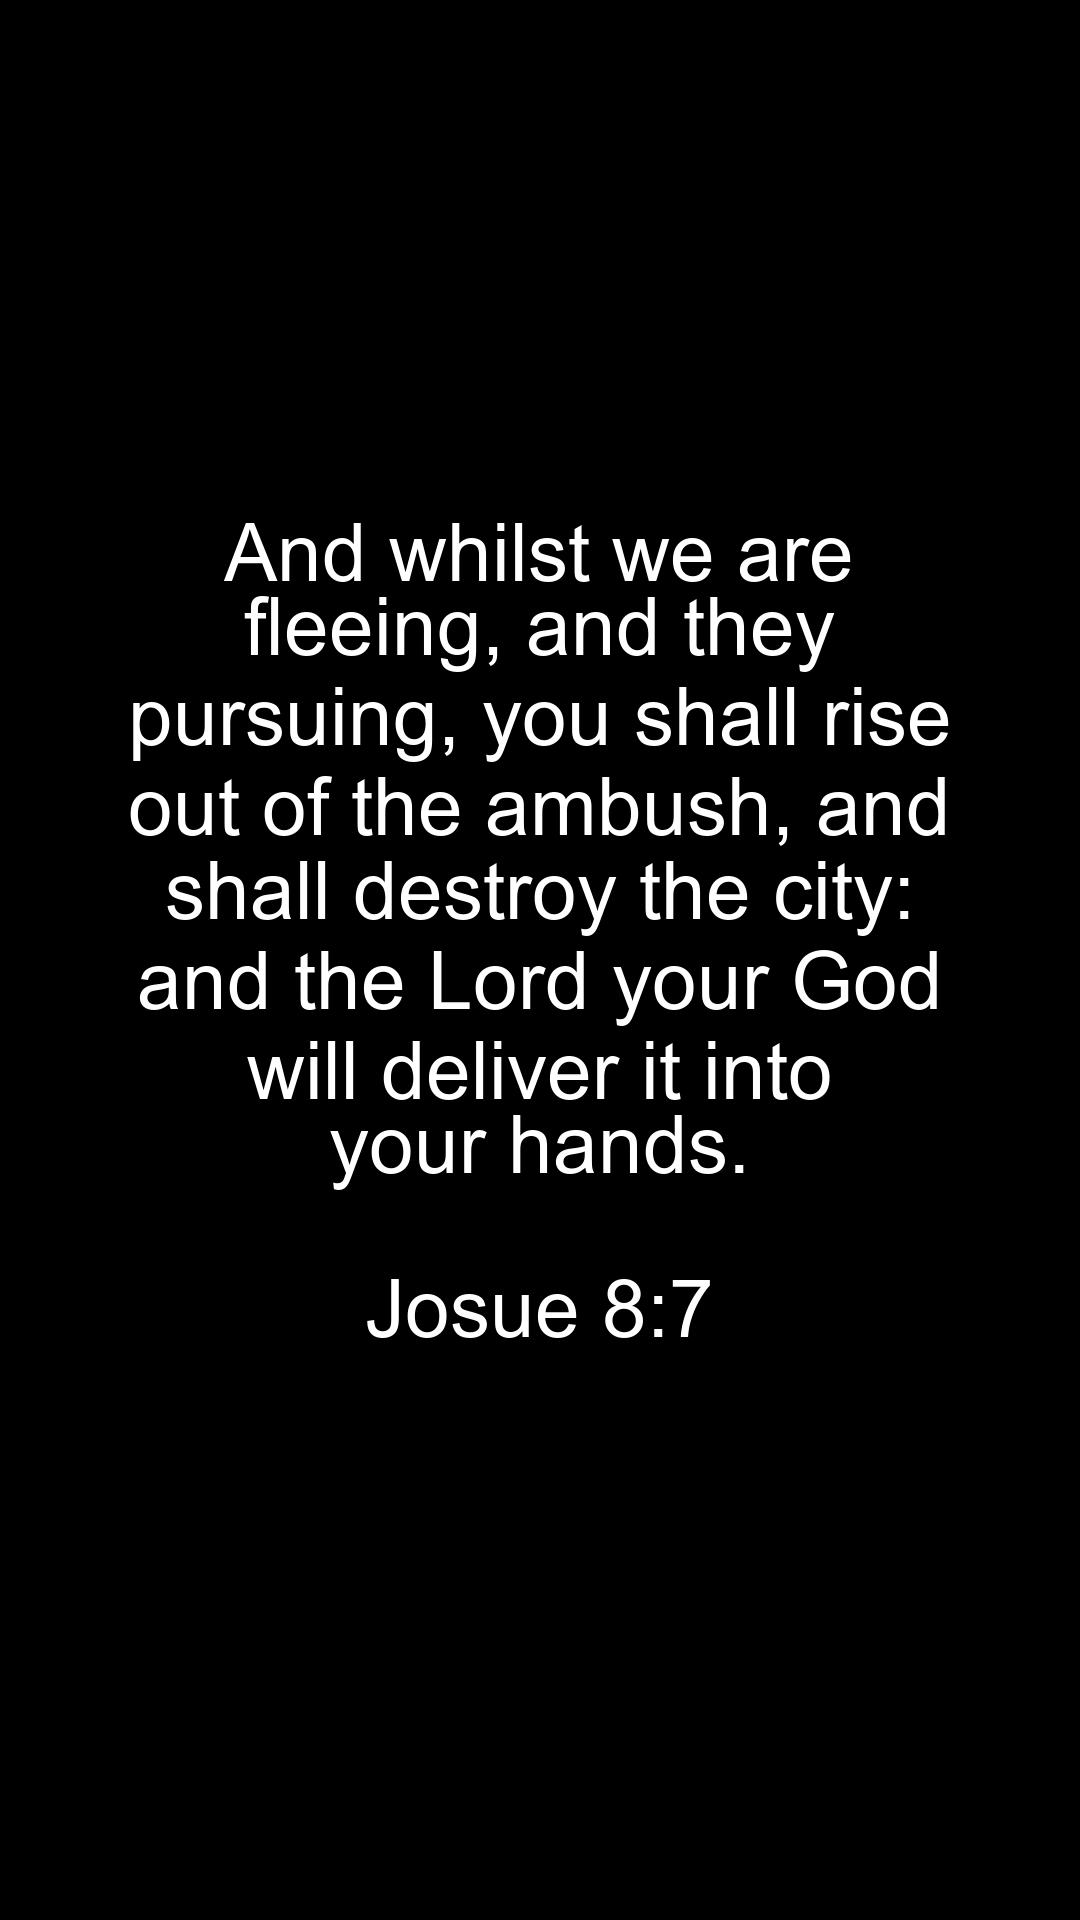 And whilst we are
fleeing, and they
pursuing, you shall rise
out of the ambush, and
shall destroy the city:
and the Lord your God
will deliver it into
your hands.
Josue 8:7